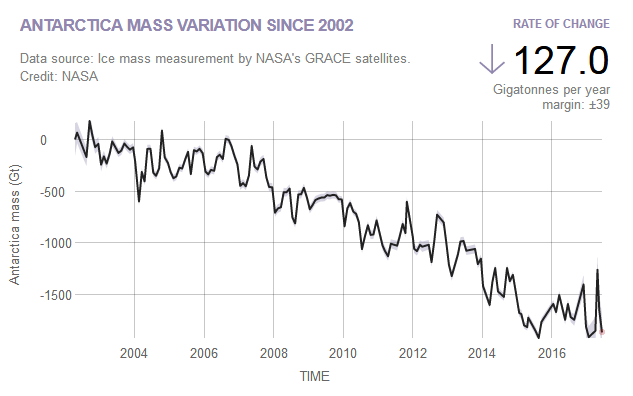 ANTARCTICA MASS VARIATION SINCE 2002
RATE OF CHANGE
Data source: Ice mass measurement by NASA's GRACE satellites.
Credit: NASA
127.0
Gigatonnes per year
margin: ±39
Antarctica mass (Gt)
0
-500
-1000
-1500
2004 2006 2008 2010 2012 2014 2016
TIME